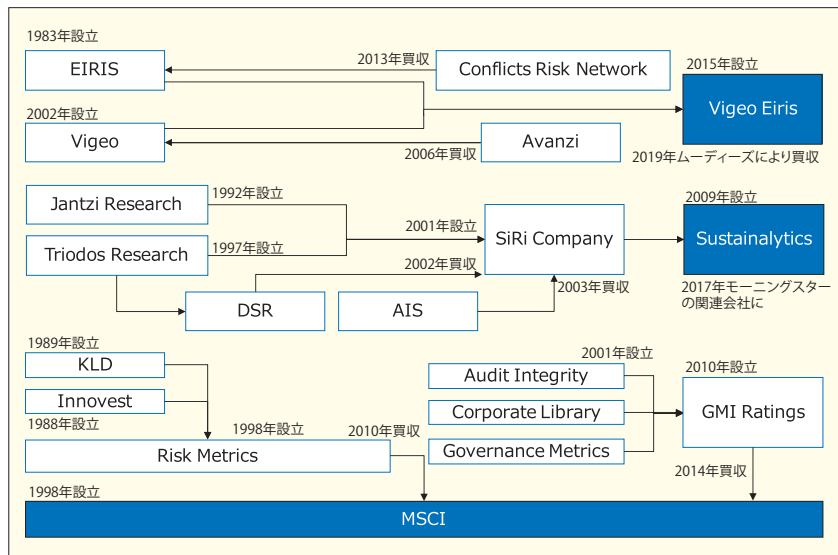 1983年設立
EIRIS
2013年買収
Conflicts Risk Network
2015年設立
Vigeo Eiris
2002年設立
Vigeo
2006年買収
Avanzi
2019年ムーディーズにより買収
Jantzi Research
1992年設立
2009年設立
Triodos Research
1997年設立
2001年設立
SiRi Company
Sustainalytics
2002年買収
2003年買収
2017年モーニングスター
の関連会社に
DSR
AIS
1989年設立
KLD
2001年設立
Audit Integrity
2010年設立
Innovest
Corporate Library
GMI Ratings
1988年設立
1998年設立
2010年買収
Risk Metrics
Governance Metrics
2014年買収
1998年設立
MSCI